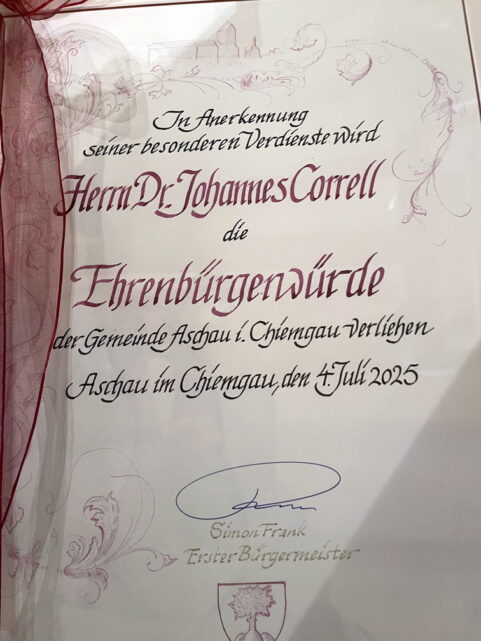 In Anerkennung
seiner besonderen Verdienste wird
Herrn Dr. Johannes Correll
die
Ehrenbürgerwürde
der Gemeinde Aschau i. Chiemgau verliehen
Aschau im Chiemgau, den 4. Juli 2025
Simon Frank
Erster Bürgermeister